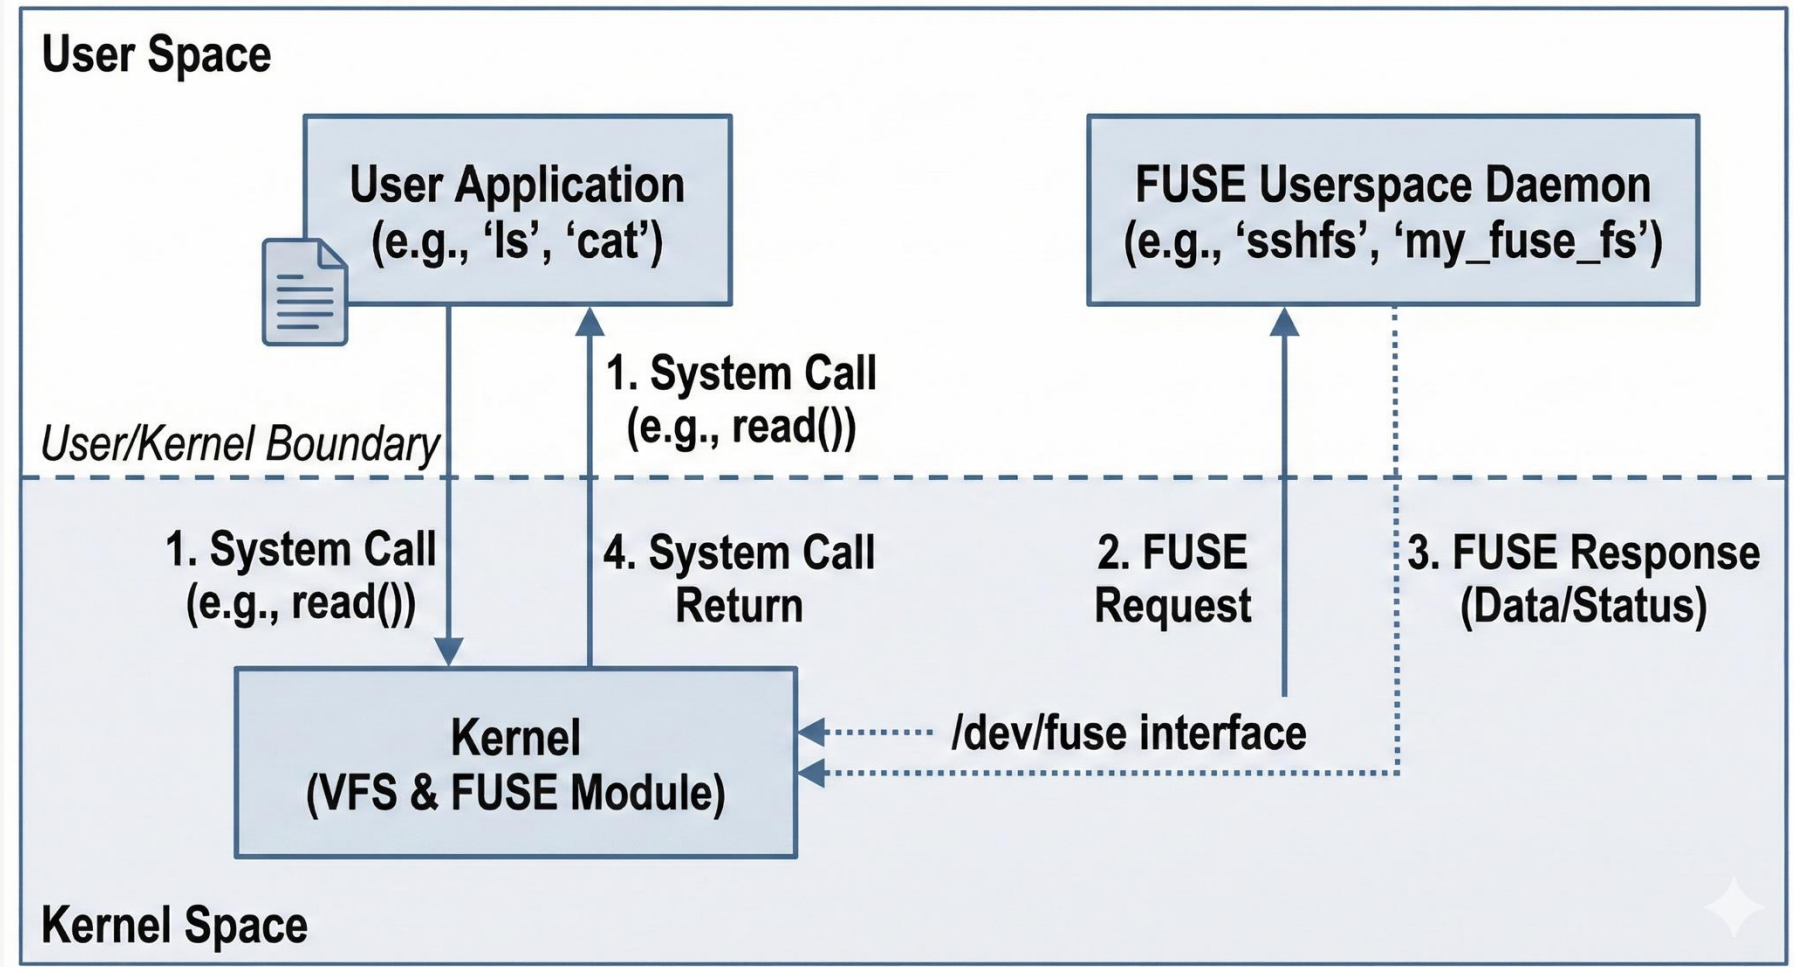 User Space
User Application
(e.g., ‘ls’, ‘cat’)
FUSE Userspace Daemon
(e.g., ‘sshfs’, ‘my_fuse_fs’)
1. System Call
(e.g., read())
User/Kernel Boundary
1. System Call
(e.g., read())
4. System Call
Return
2. FUSE
Request
3. FUSE Response
(Data/Status)
Kernel
(VFS & FUSE Module)
/dev/fuse interface
Kernel Space